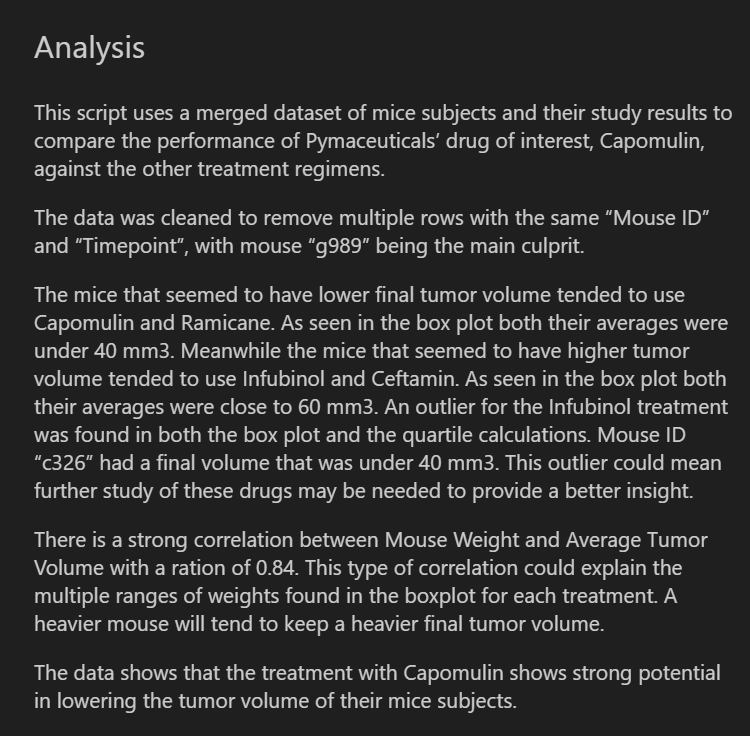 Analysis
This script uses a merged dataset of mice subjects and their study results to
compare the performance of Pymaceuticals’ drug of interest, Capomulin,
against the other treatment regimens.
The data was cleaned to remove multiple rows with the same “Mouse ID”
and “Timepoint”, with mouse “g989” being the main culprit.
The mice that seemed to have lower final tumor volume tended to use
Capomulin and Ramicane. As seen in the box plot both their averages were
under 40 mm3. Meanwhile the mice that seemed to have higher tumor
volume tended to use Infubinol and Ceftamin. As seen in the box plot both
their averages were close to 60 mm3. An outlier for the Infubinol treatment
was found in both the box plot and the quartile calculations. Mouse ID
“c326” had a final volume that was under 40 mm3. This outlier could mean
further study of these drugs may be needed to provide a better insight.
There is a strong correlation between Mouse Weight and Average Tumor
Volume with a ration of 0.84. This type of correlation could explain the
multiple ranges of weights found in the boxplot for each treatment. A
heavier mouse will tend to keep a heavier final tumor volume.
The data shows that the treatment with Capomulin shows strong potential
in lowering the tumor volume of their mice subjects.